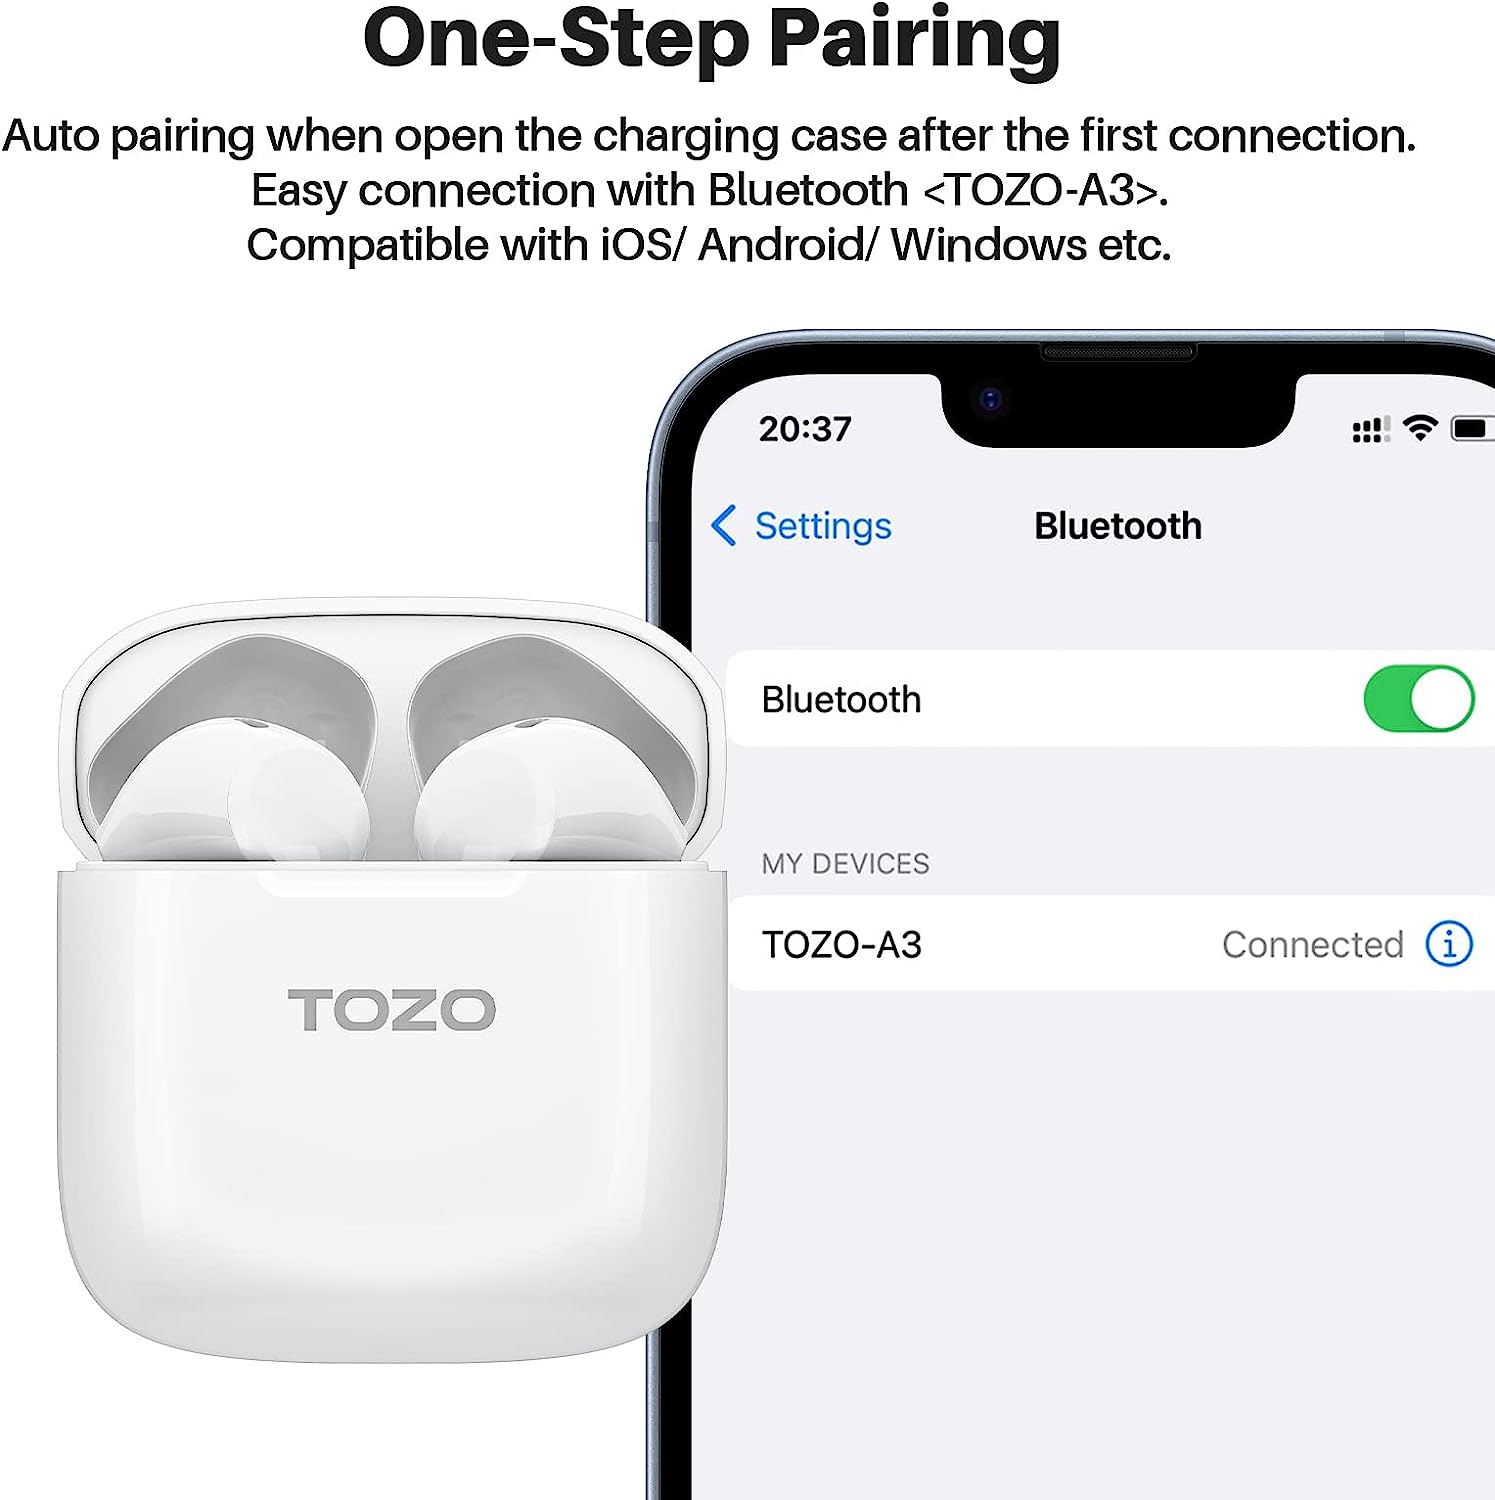 One-Step Pairing
Auto pairing when open the charging case after the first connection.
Easy connection with Bluetooth <TOZO-A3>.
Compatible with iOS/ Android/ Windows etc.
20:37
Settings
Bluetooth
Bluetooth
MY DEVICES
TOZO-A3
Connected
TOZO